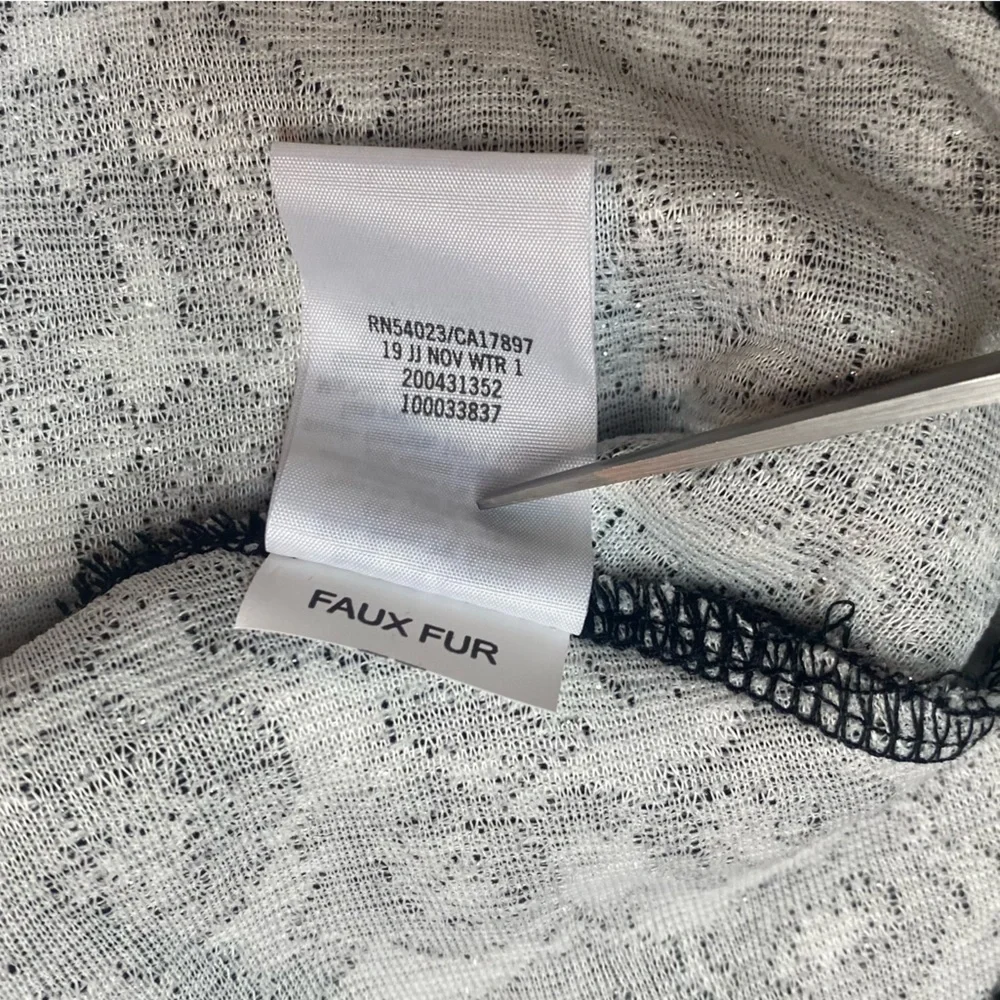 RN54023/CA17897
19 JJ NOV WTR 1
200431352
100033837
FAUX FUR